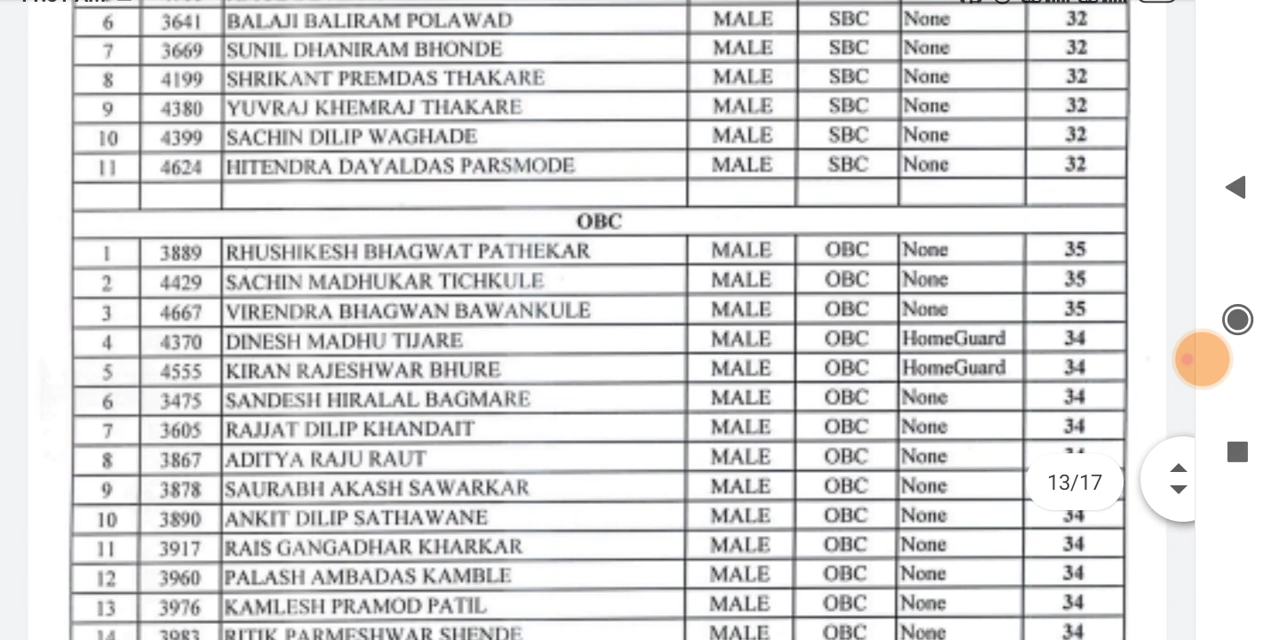 6 3641 BALAJI BALIRAM POLAWAD MALE SBC None 32
7 3669 SUNIL DHANIRAM BHONDE MALE SBC None 32
8 4199 SHRIKANT PREMDAS THAKARE MALE SBC None 32
9 4380 YUVRAJ KHEMRAJ THAKARE MALE SBC None 32
10 4399 SACHIN DILIP WAGHADE MALE SBC None 32
11 4624 HITENDRA DAYALDAS PARSMODE MALE SBC None 32
OBC
1 3889 RHUSHIKESH BHAGWAT PATHEKAR MALE OBC None 35
2 4429 SACHIN MADHUKAR TICHKULE MALE OBC None 35
3 4667 VIRENDRA BHAGWAN BAWANKULE MALE OBC None 35
4 4370 DINESH MADHU TIJARE MALE OBC HomeGuard 34
5 4555 KIRAN RAJESHWAR BHURE MALE OBC HomeGuard 34
6 3475 SANDESH HIRALAL BAGMARE MALE OBC None 34
7 3605 RAJJAT DILIP KHANDAIT MALE OBC None 34
8 3867 ADITYA RAJU RAUT MALE OBC None
9 3878 SAURABH AKASH SAWARKAR MALE OBC None 13/17
10 3890 ANKIT DILIP SATHAWANE MALE OBC None 34
11 3917 RAIS GANGADHAR KHARKAR MALE OBC None 34
12 3960 PALASH AMBADAS KAMBLE MALE OBC None 34
13 3976 KAMLESH PRAMOD PATIL MALE OBC None 34
14 3983 RITIK PARMESHWAR SHENDE MALE OBC None 34